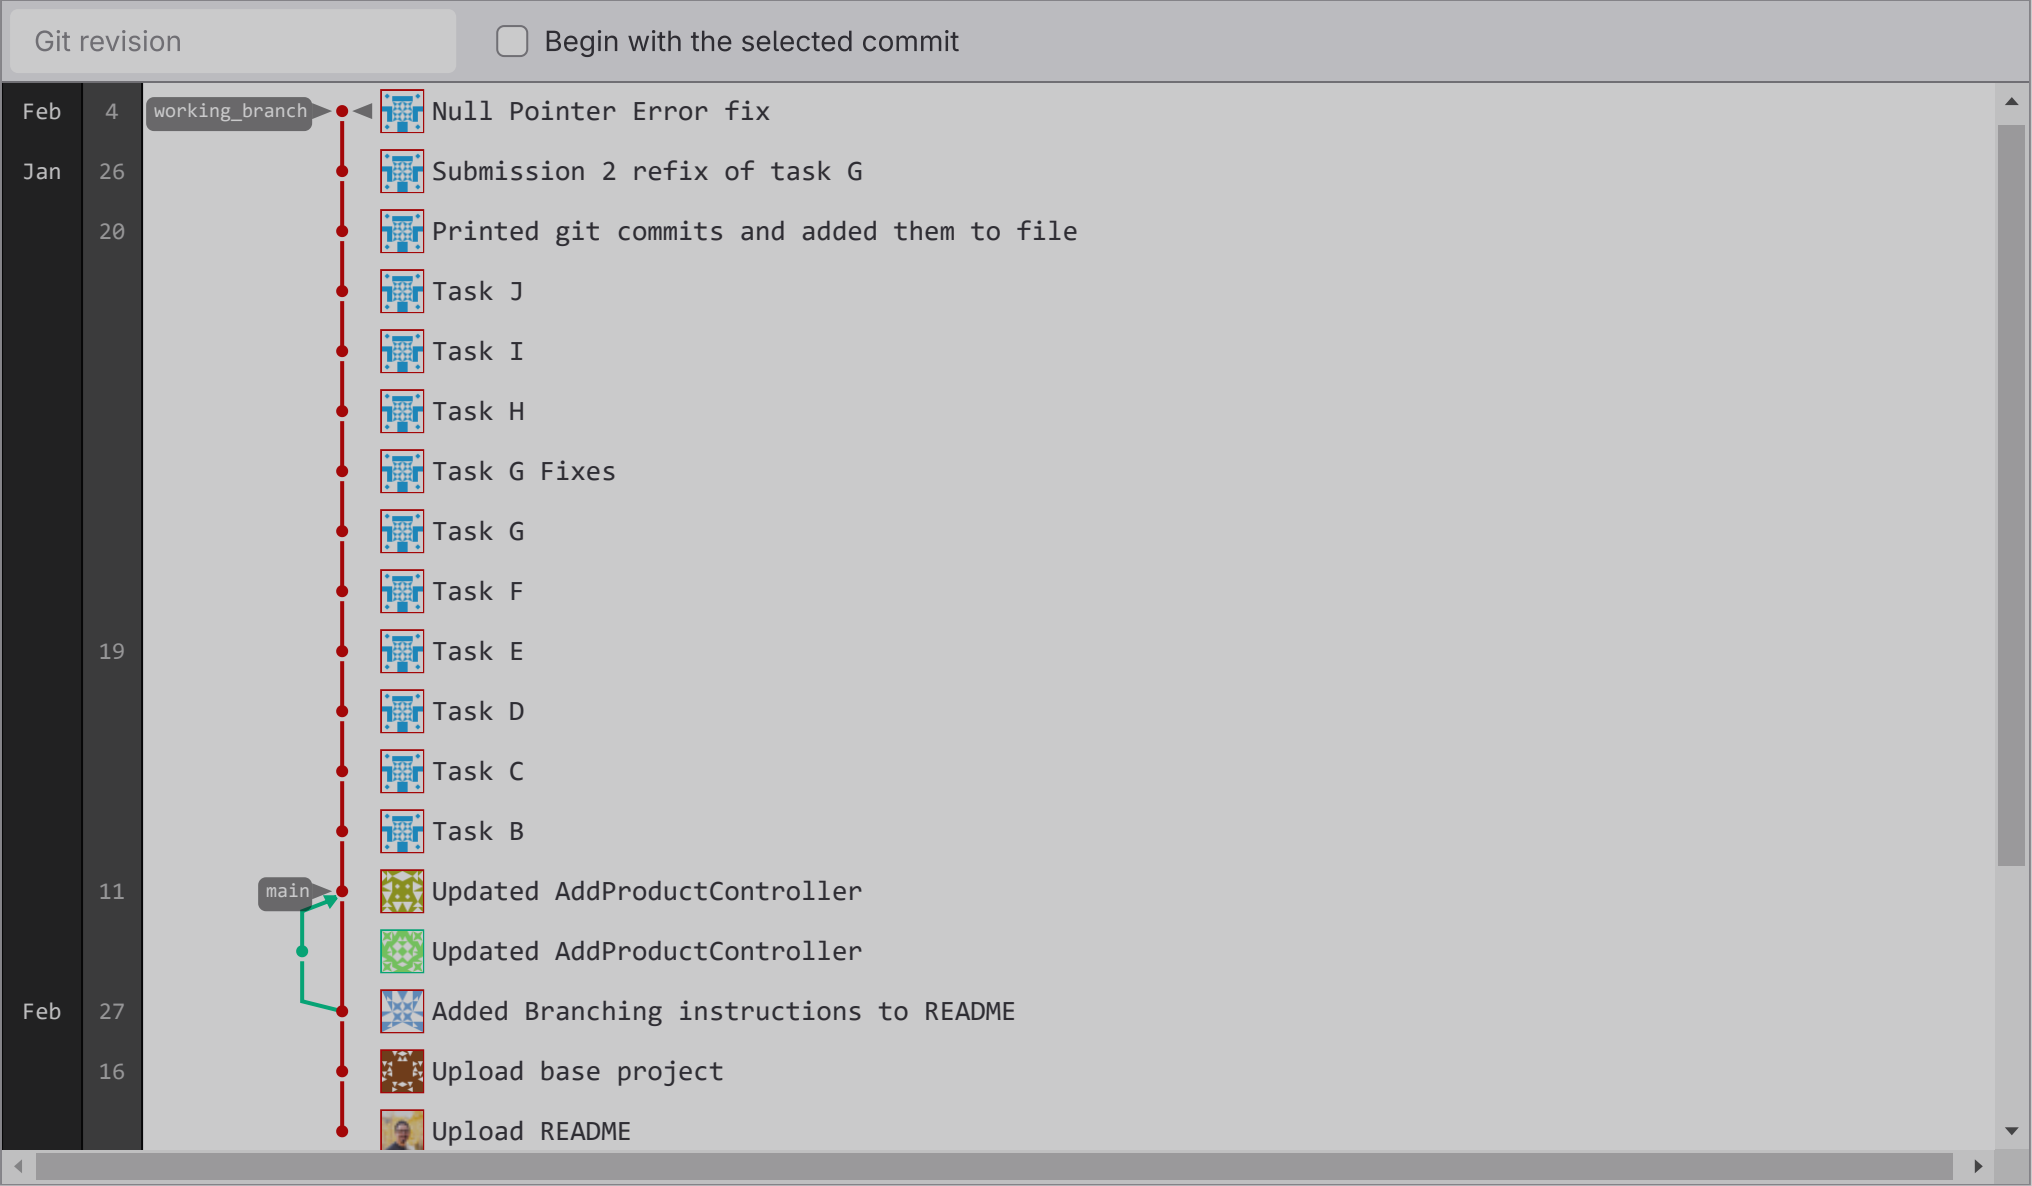 Git revision Begin with the selected commit
Feb 4 working_branch Null Pointer Error fix
Jan 26 Submission 2 refix of task G
20 Printed git commits and added them to file
Task J
Task I
Task H
Task G Fixes
Task G
Task F
19 Task E
Task D
Task C
Task B
11 main Updated AddProductController
Updated AddProductController
Feb 27 Added Branching instructions to README
16 Upload base project
Upload README